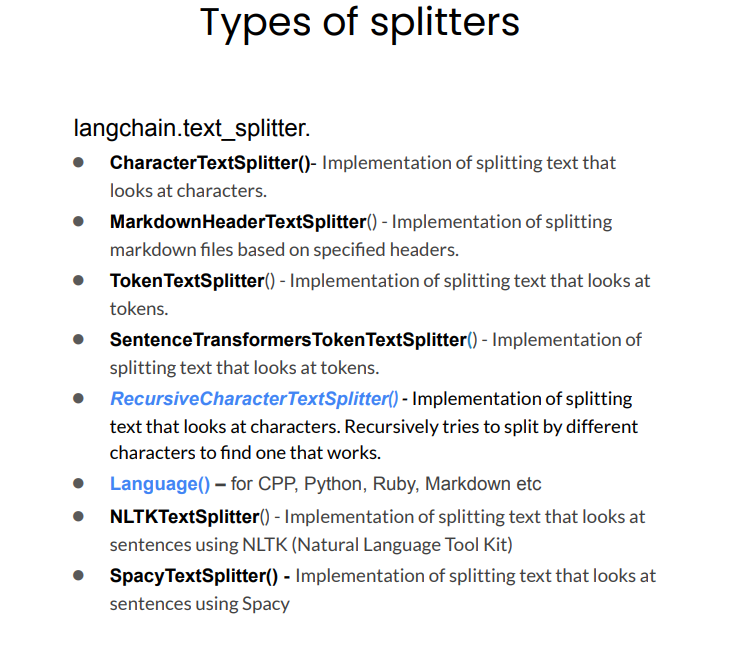 Types of splitters
langchain.text_splitter.
● CharacterTextSplitter()- Implementation of splitting text that
looks at characters.
● MarkdownHeaderTextSplitter() - Implementation of splitting
markdown files based on specified headers.
● TokenTextSplitter() - Implementation of splitting text that looks at
tokens.
● SentenceTransformersTokenTextSplitter() - Implementation of
splitting text that looks at tokens.
● RecursiveCharacterTextSplitter() - Implementation of splitting
text that looks at characters. Recursively tries to split by different
characters to find one that works.
● Language() – for CPP, Python, Ruby, Markdown etc
● NLTKTextSplitter() - Implementation of splitting text that looks at
sentences using NLTK (Natural Language Tool Kit)
● SpacyTextSplitter() - Implementation of splitting text that looks at
sentences using Spacy